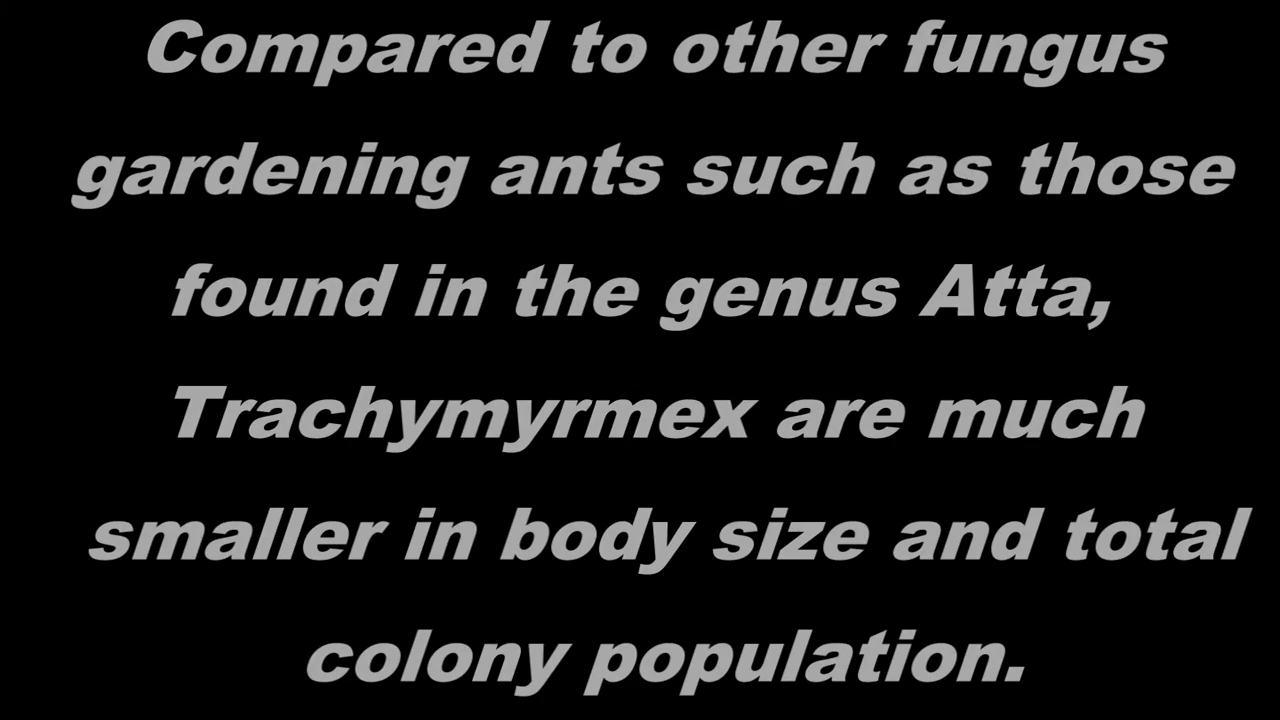 Compared to other fungus
gardening ants such as those
found in the genus Atta,
Trachymyrmex are much
smaller in body size and total
colony population.